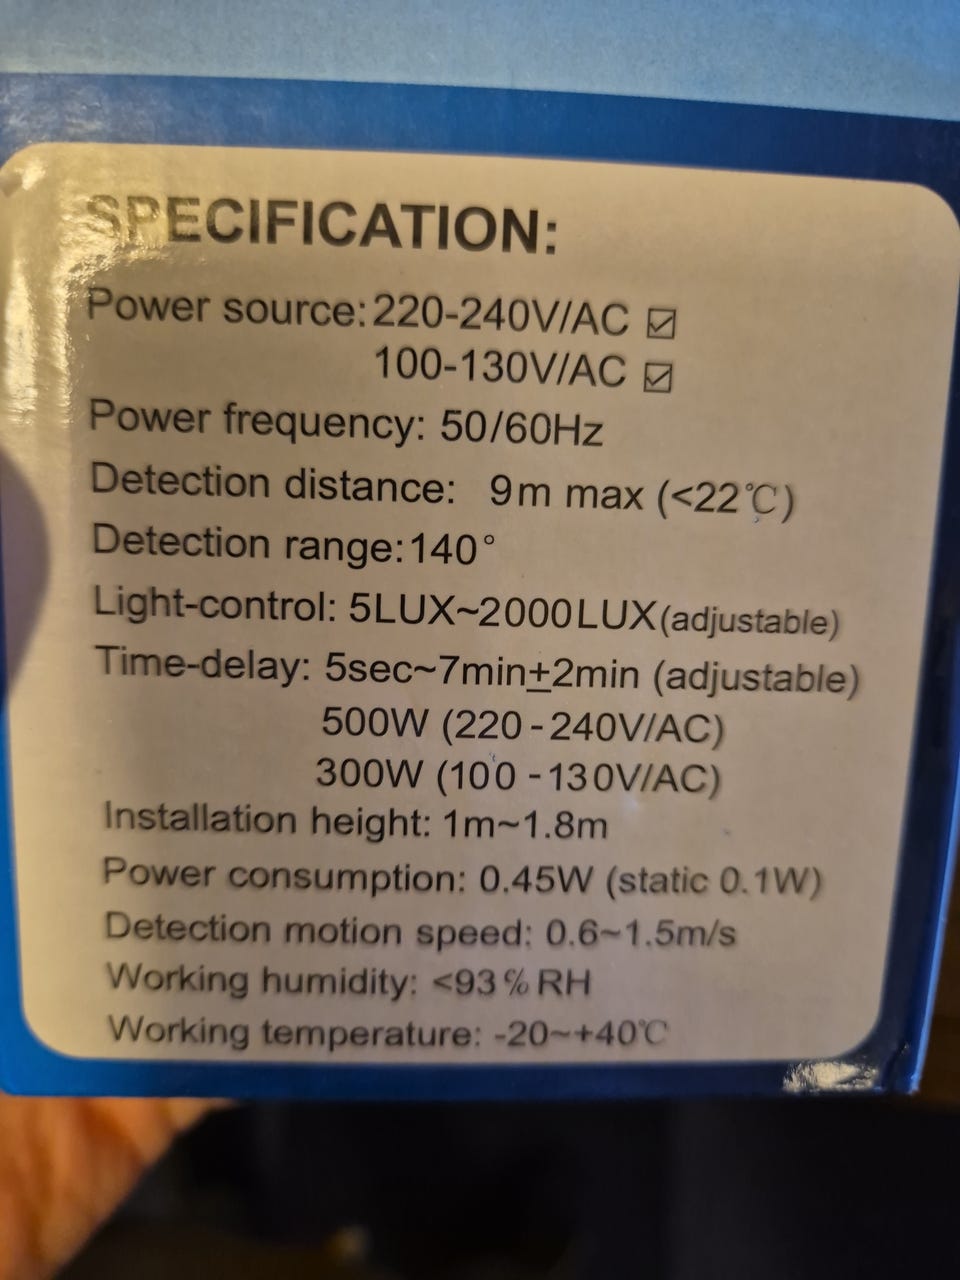 SPECIFICATION:
Power source: 220-240V/AC ☑
100-130V/AC ☑
Power frequency: 50/60Hz
Detection distance: 9m max (<22℃)
Detection range: 140°
Light-control: 5LUX~2000LUX(adjustable)
Time-delay: 5sec~7min±2min (adjustable)
500W (220-240V/AC)
300W (100-130V/AC)
Installation height: 1m~1.8m
Power consumption: 0.45W (static 0.1W)
Detection motion speed: 0.6~1.5m/s
Working humidity: <93%RH
Working temperature: -20~+40℃